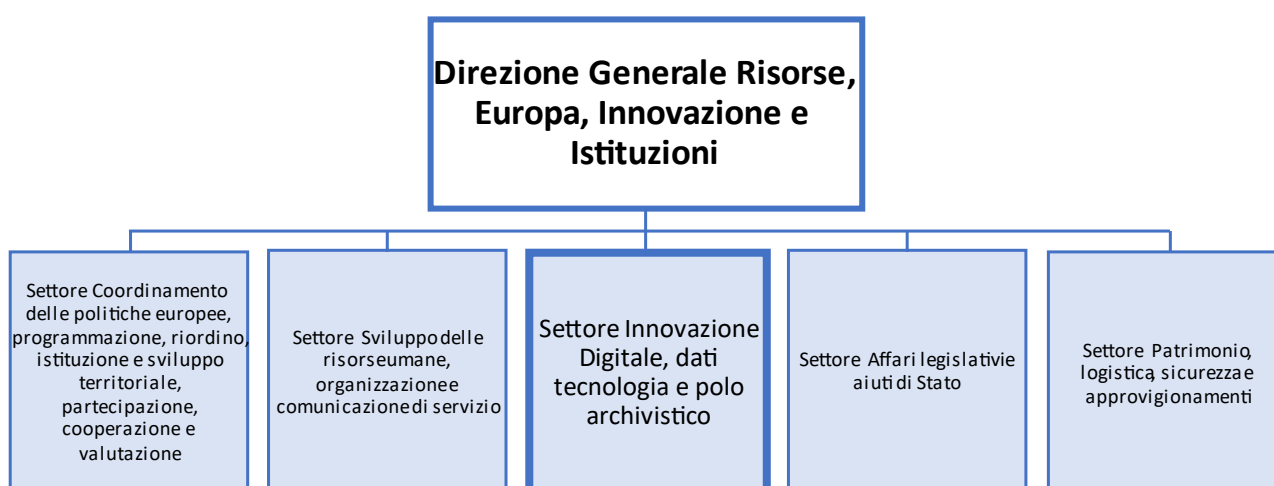 Direzione Generale Risorse,
Europa, Innovazione e
Istituzioni
Settore Coordinamento
delle politiche europee,
programmazione, riordino,
istituzione e sviluppo
territoriale,
partecipazione,
cooperazione e
valutazione
Settore Sviluppo delle
risorse umane,
organizzazione e
comunicazione di servizio
Settore Innovazione
Digitale, dati
tecnologia e polo
archivistico
Settore Affari legislativi e
aiuti di Stato
Settore Patrimonio,
logistica, sicurezza e
approvigionamenti